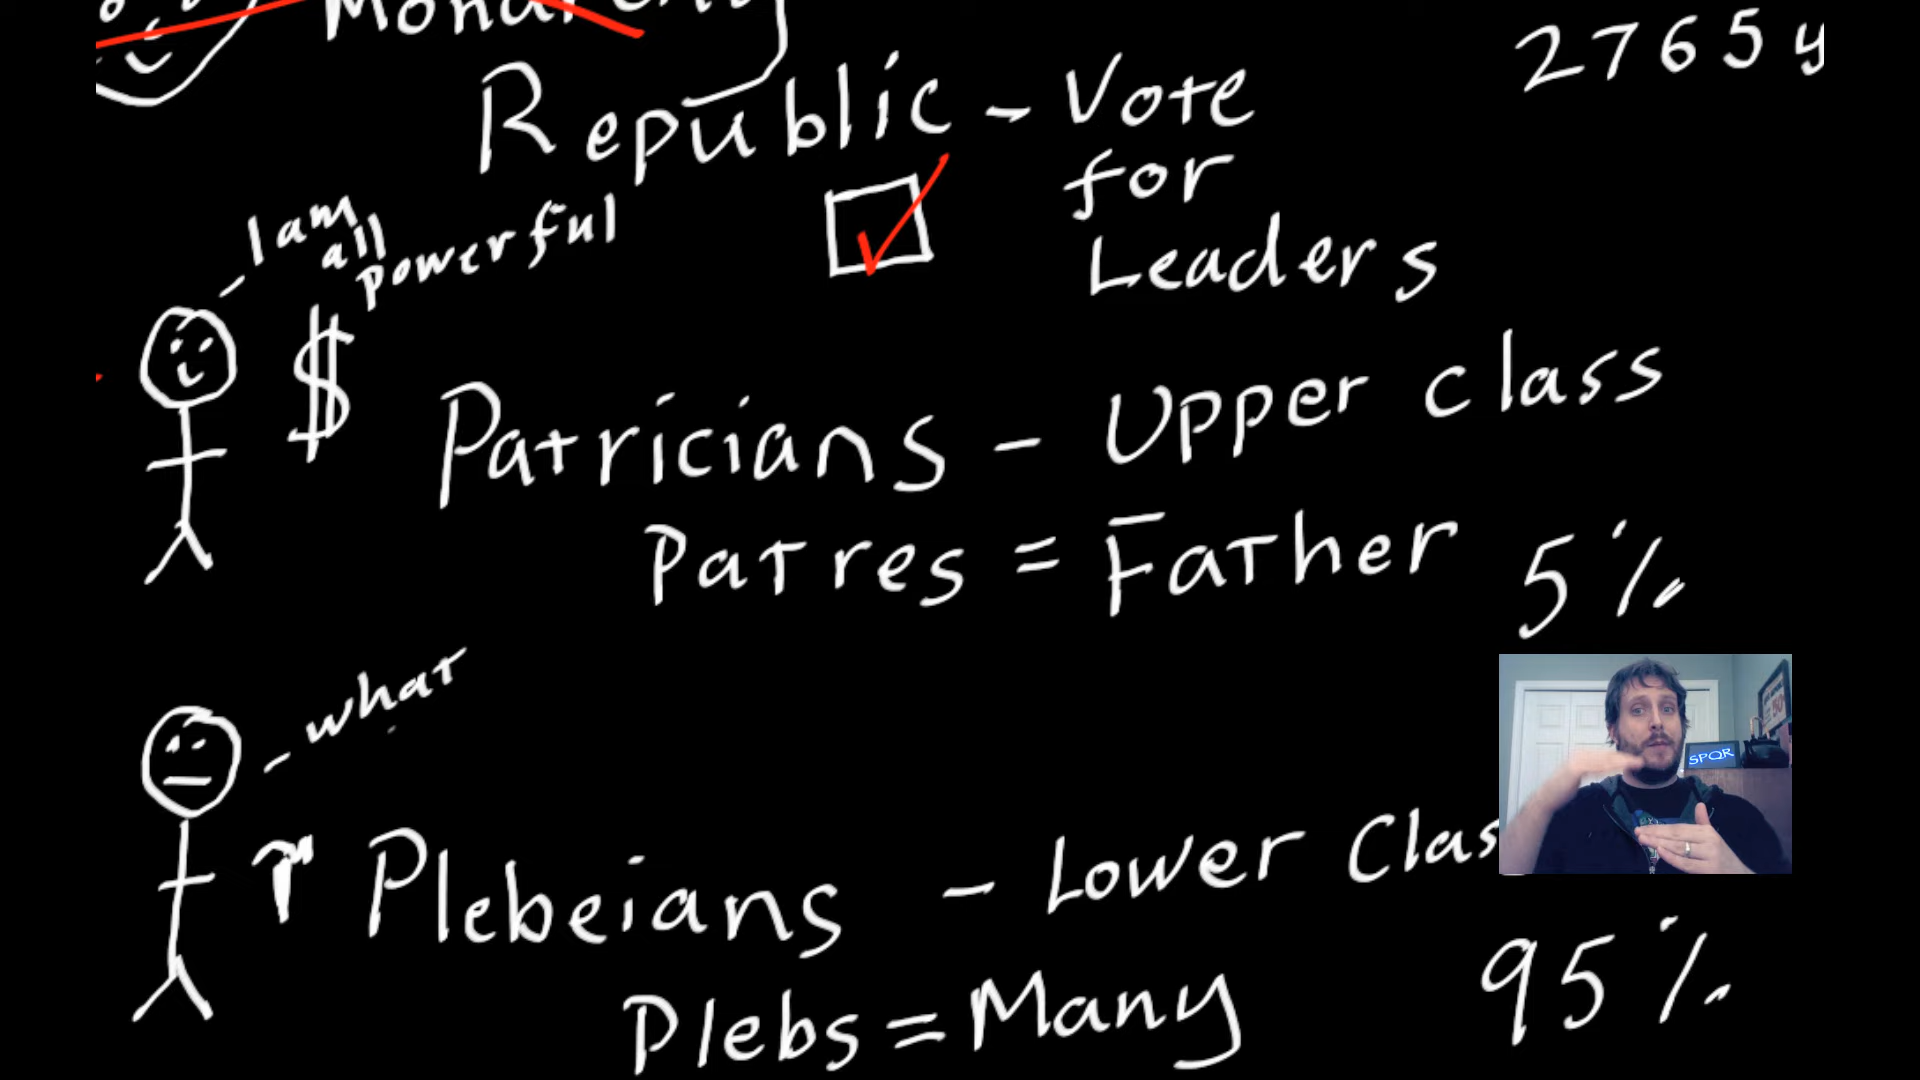 Monarchy
2765 y
Republic - Vote
for
Leaders
I am
all
powerful
$
Patricians - Upper class
Patres = Father
5%
what
SPQR
Plebeians - Lower Clas
Plebs = Many
95%